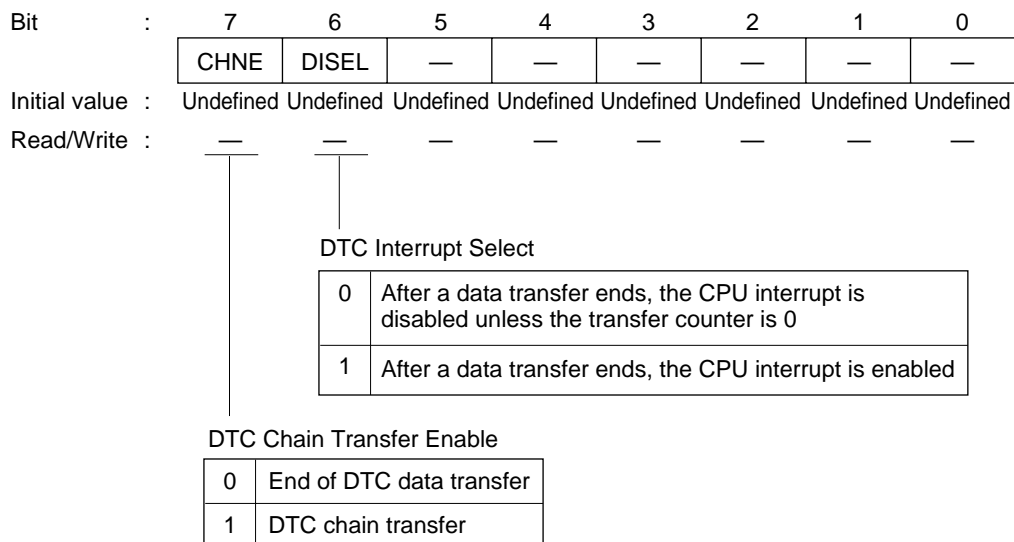 Bit : 7 6 5 4 3 2 1 0
CHNE DISEL — — — — — —
Initial value : Undefined Undefined Undefined Undefined Undefined Undefined Undefined Undefined
Read/Write : — — — — — — — —
DTC Interrupt Select
0 After a data transfer ends, the CPU interrupt is
disabled unless the transfer counter is 0
1 After a data transfer ends, the CPU interrupt is enabled
DTC Chain Transfer Enable
0 End of DTC data transfer
1 DTC chain transfer